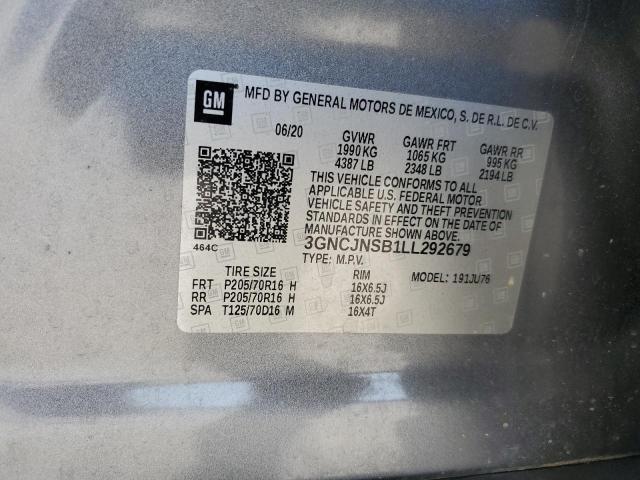 GM
MFD BY GENERAL MOTORS DE MEXICO, S. DE R.L. DE C.V.
06/20 GVWR GAWR FRT GAWR RR
1990 KG 1065 KG 995 KG
4387 LB 2348 LB 2194 LB
THIS VEHICLE CONFORMS TO ALL
APPLICABLE U.S. FEDERAL MOTOR
VEHICLE SAFETY AND THEFT PREVENTION
STANDARDS IN EFFECT ON THE DATE OF
MANUFACTURE SHOWN ABOVE.
464C 3GNCJNSB1LL292679
TYPE: M.P.V. MODEL: 191JU76
TIRE SIZE RIM
FRT P205/70R16 H 16X6.5J
RR P205/70R16 H 16X6.5J
SPA T125/70D16 M 16X4T